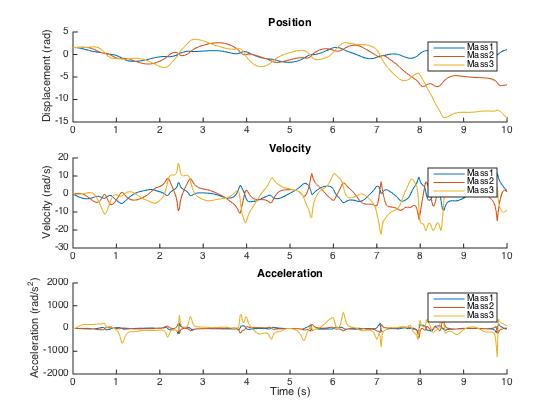 Position
Displacement (rad)
5
0
-5
-10
-15
Mass1
Mass2
Mass3
0 1 2 3 4 5 6 7 8 9 10
Velocity
Velocity (rad/s)
20
10
0
-10
-20
-30
Mass1
Mass2
Mass3
0 1 2 3 4 5 6 7 8 9 10
Acceleration
Acceleration (rad/s²)
2000
1000
0
-1000
-2000
Mass1
Mass2
Mass3
0 1 2 3 4 5 6 7 8 9 10
Time (s)